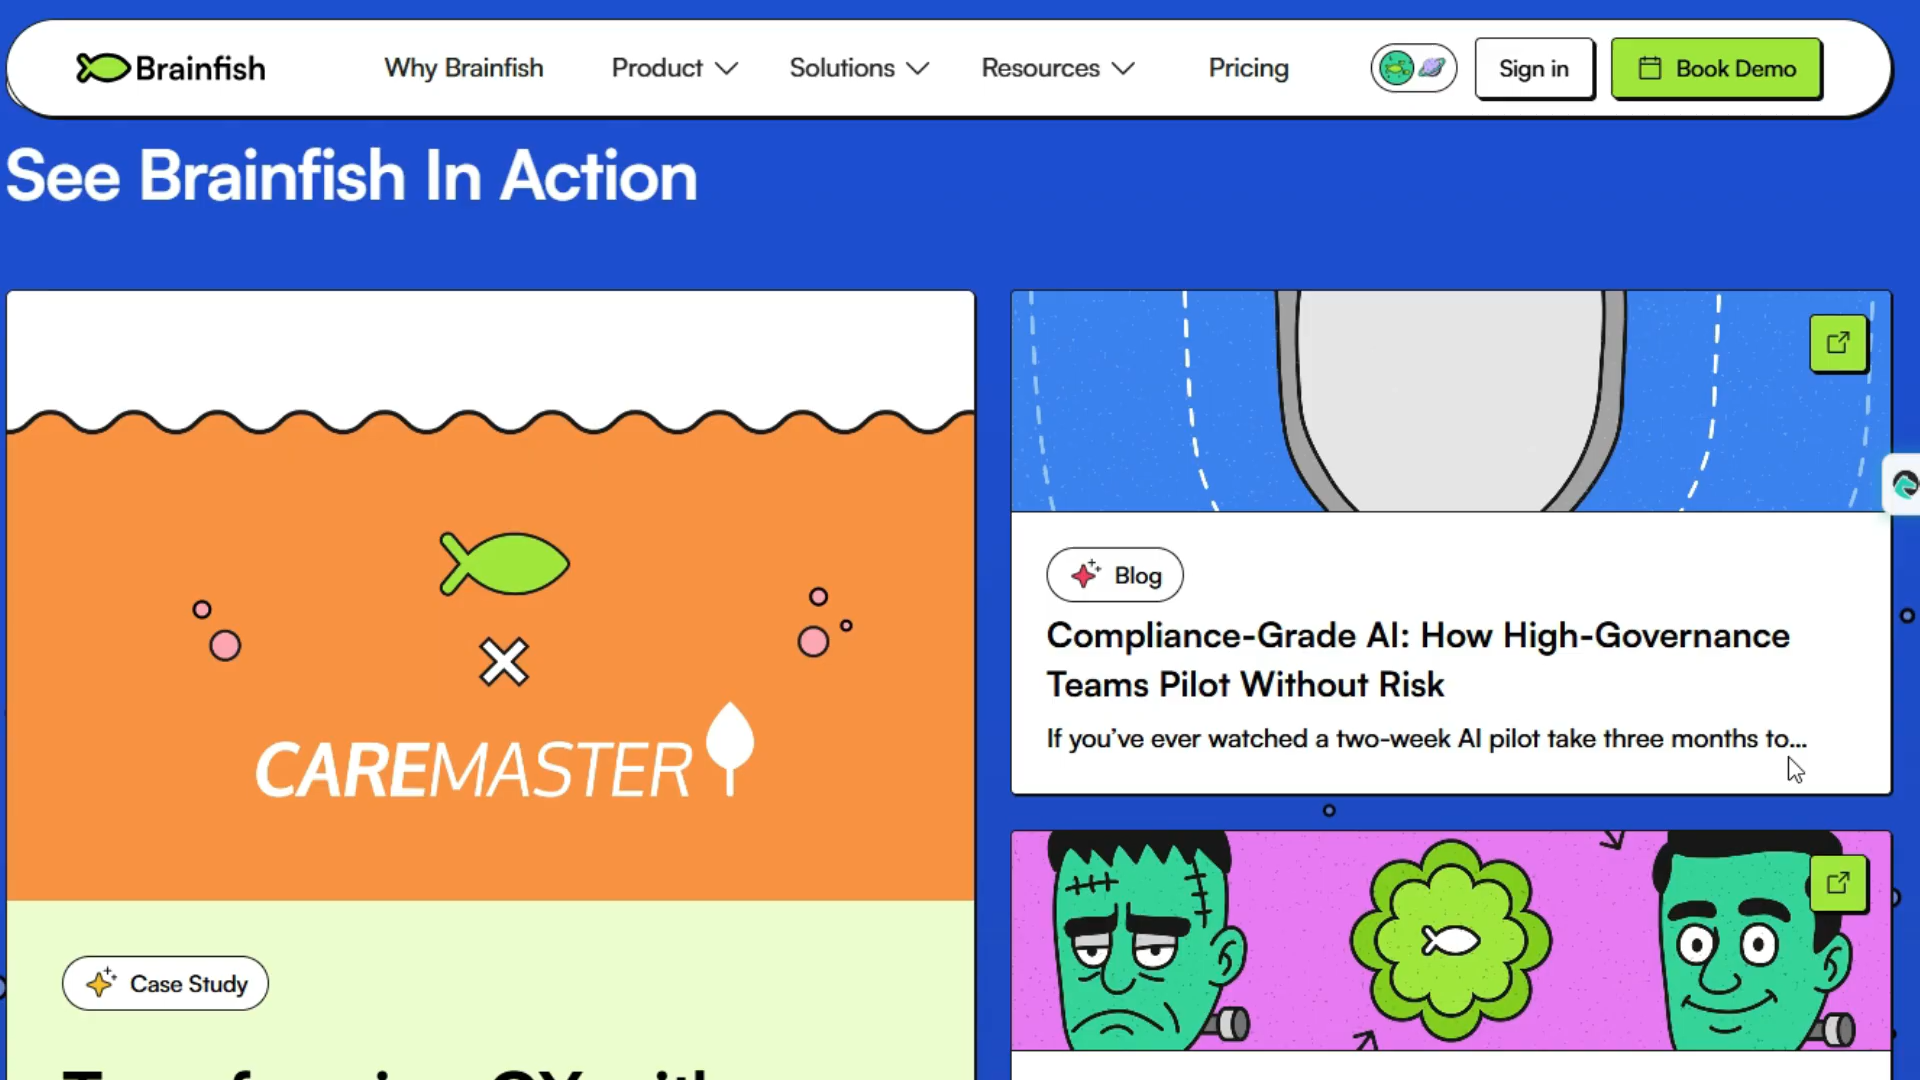 Brainfish
Why Brainfish
Product
Solutions
Resources
Pricing
Sign in
Book Demo
See Brainfish In Action
CAREMASTER
Case Study
Blog
Compliance-Grade AI: How High-Governance
Teams Pilot Without Risk
If you’ve ever watched a two-week AI pilot take three months to...